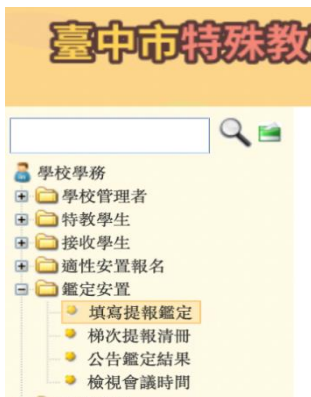 臺中市特殊教
學校學務
學校管理者
特教學生
接收學生
適性安置報名
鑑定安置
填寫提報鑑定
梯次提報清冊
公告鑑定結果
檢視會議時間